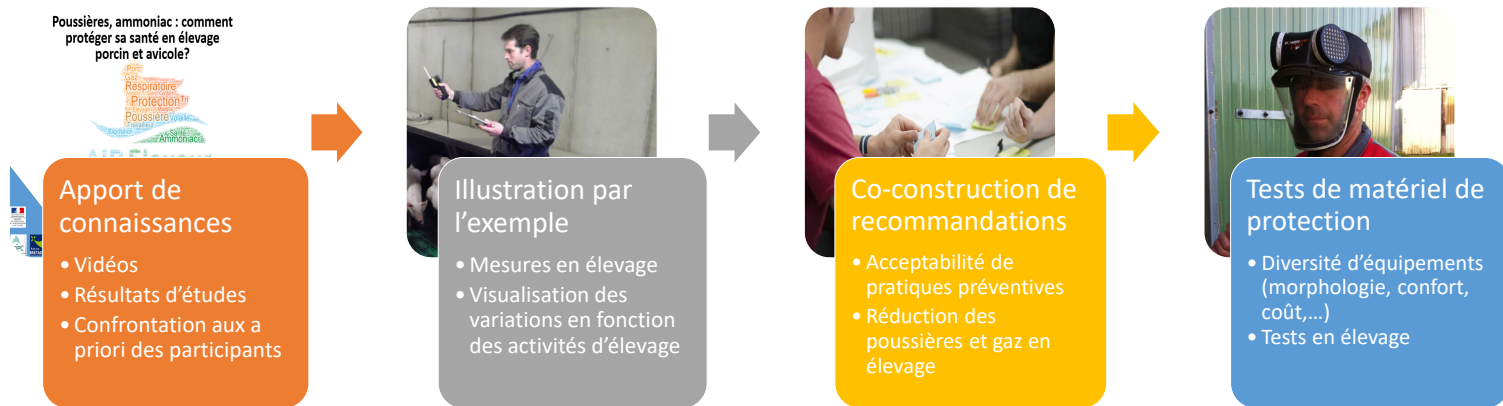 Poussières, ammoniac : comment
protéger sa santé en élevage
porcin et avicole?
Porc
Gaz
Respiratoire
Protection
Poussière
Ammoniac
Apport de
connaissances
• Vidéos
• Résultats d’études
• Confrontation aux a
priori des participants
Illustration par
l’exemple
• Mesures en élevage
• Visualisation des
variations en fonction
des activités d’élevage
Co-construction de
recommandations
• Acceptabilité de
pratiques préventives
• Réduction des
poussières et gaz en
élevage
Tests de matériel de
protection
• Diversité d’équipements
(morphologie, confort,
coût,…)
• Tests en élevage